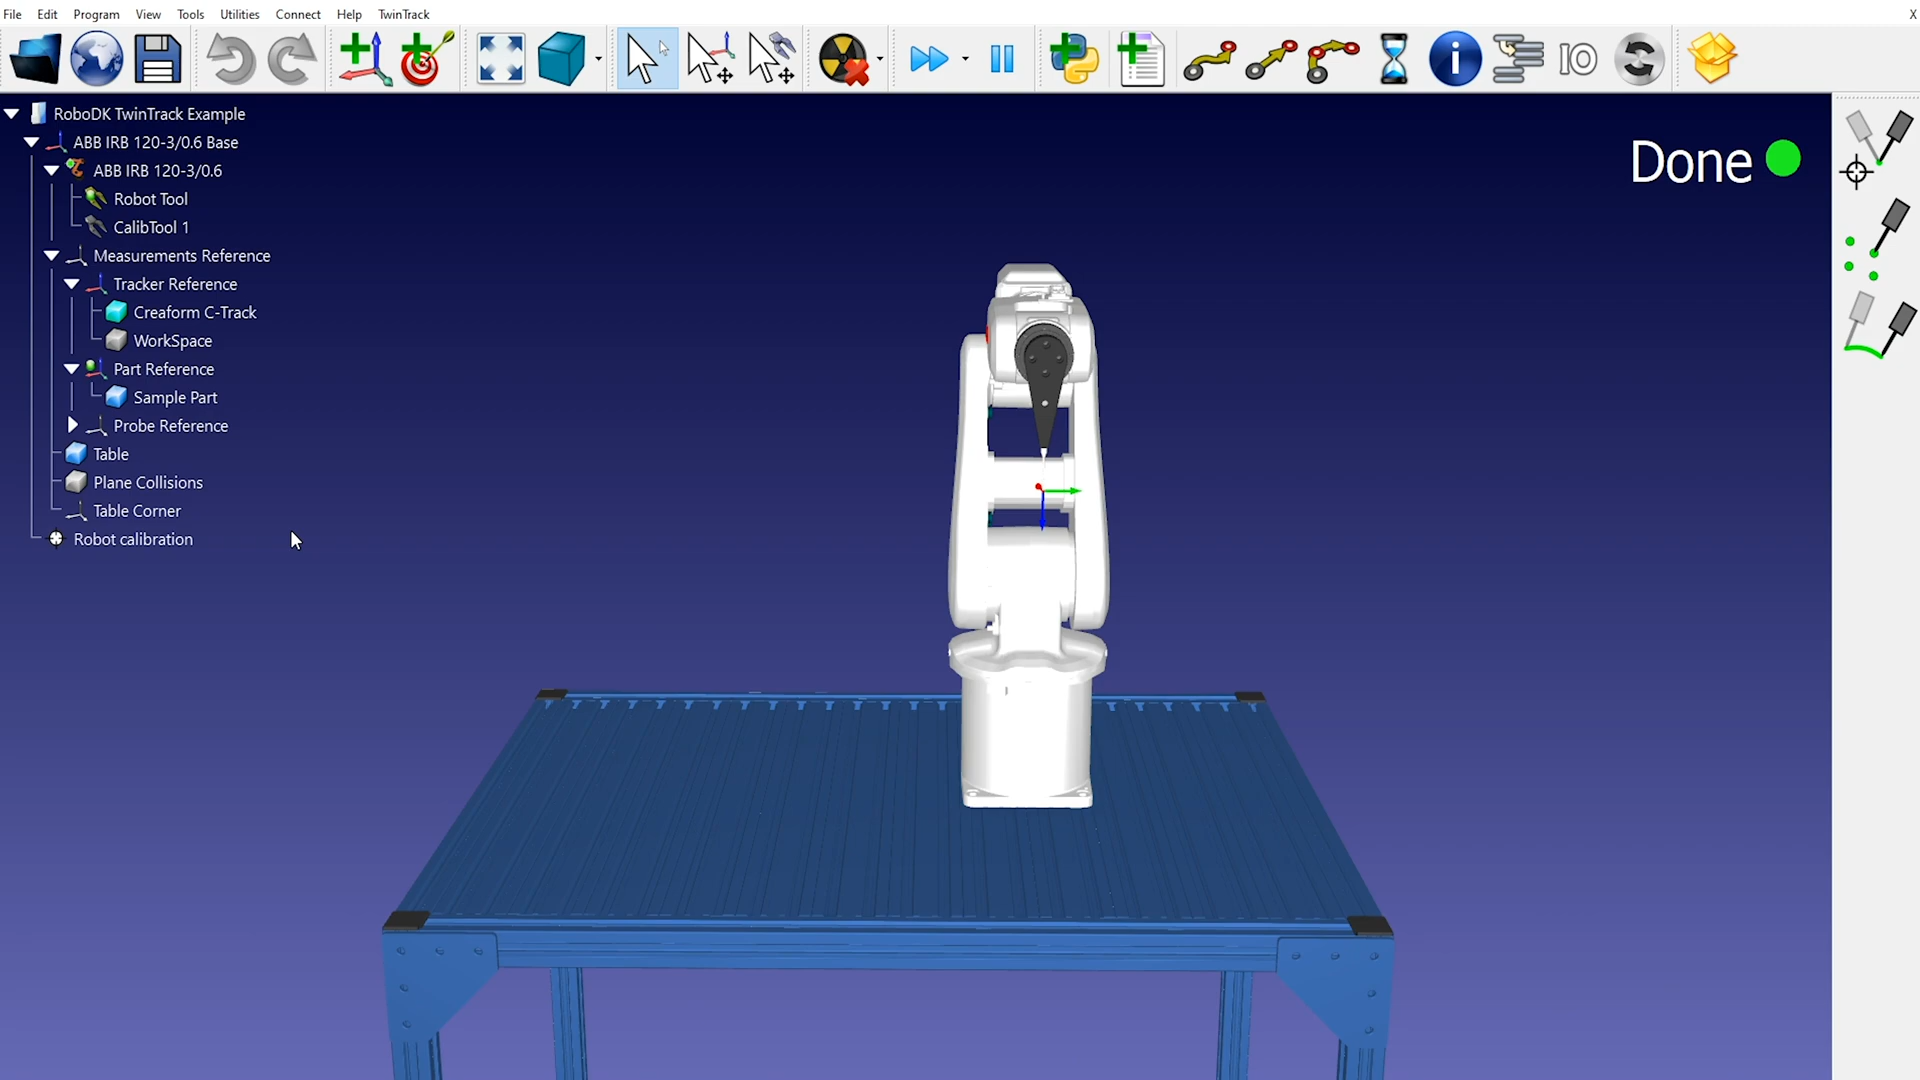 File Edit Program View Tools Utilities Connect Help TwinTrack X
IO
RoboDK TwinTrack Example
ABB IRB 120-3/0.6 Base
ABB IRB 120-3/0.6
Robot Tool
CalibTool 1
Measurements Reference
Tracker Reference
Creaform C-Track
WorkSpace
Part Reference
Sample Part
Probe Reference
Table
Plane Collisions
Table Corner
Robot calibration
Done